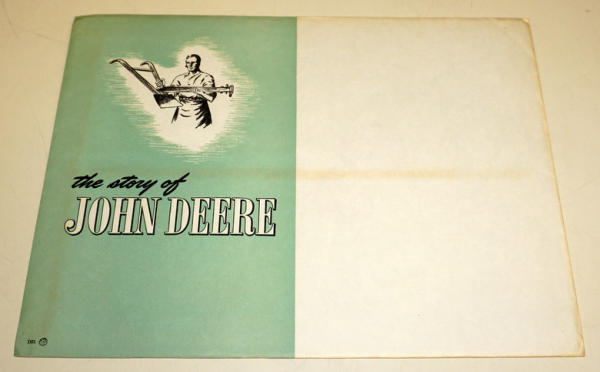 the story of
JOHN DEERE